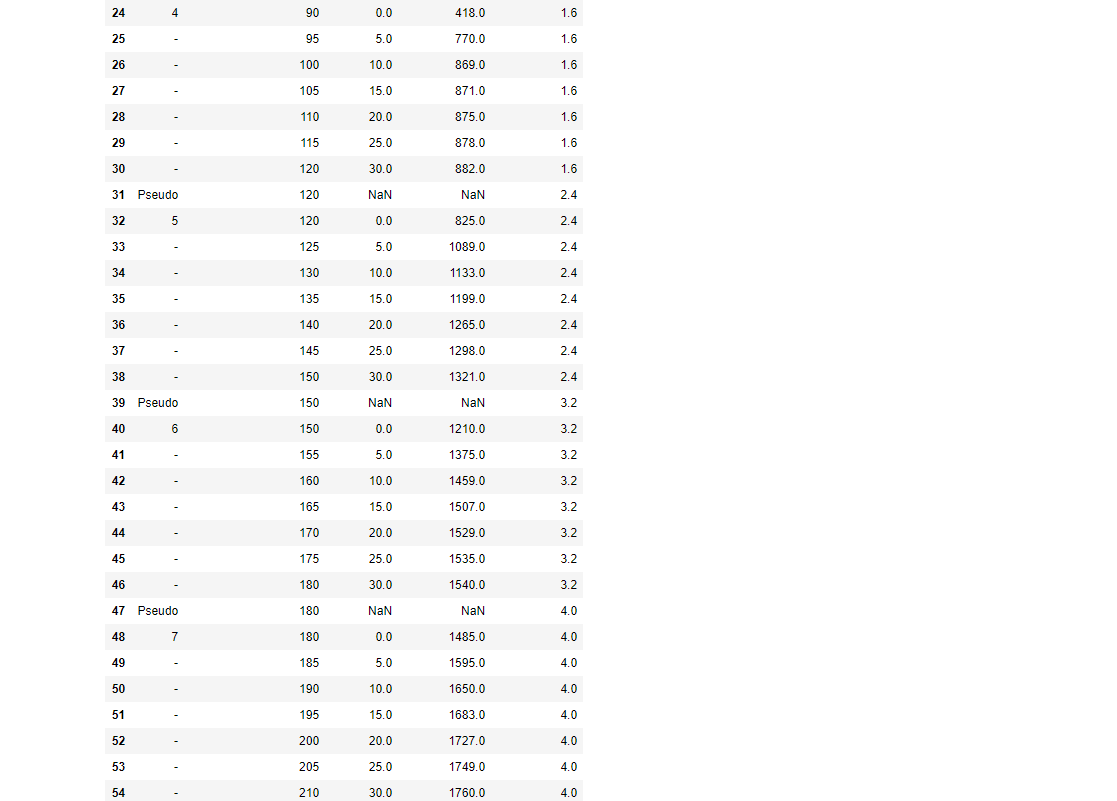 24 4 90 0.0 418.0 1.6
25 - 95 5.0 770.0 1.6
26 - 100 10.0 869.0 1.6
27 - 105 15.0 871.0 1.6
28 - 110 20.0 875.0 1.6
29 - 115 25.0 878.0 1.6
30 - 120 30.0 882.0 1.6
31 Pseudo 120 NaN NaN 2.4
32 5 120 0.0 825.0 2.4
33 - 125 5.0 1089.0 2.4
34 - 130 10.0 1133.0 2.4
35 - 135 15.0 1199.0 2.4
36 - 140 20.0 1265.0 2.4
37 - 145 25.0 1298.0 2.4
38 - 150 30.0 1321.0 2.4
39 Pseudo 150 NaN NaN 3.2
40 6 150 0.0 1210.0 3.2
41 - 155 5.0 1375.0 3.2
42 - 160 10.0 1459.0 3.2
43 - 165 15.0 1507.0 3.2
44 - 170 20.0 1529.0 3.2
45 - 175 25.0 1535.0 3.2
46 - 180 30.0 1540.0 3.2
47 Pseudo 180 NaN NaN 4.0
48 7 180 0.0 1485.0 4.0
49 - 185 5.0 1595.0 4.0
50 - 190 10.0 1650.0 4.0
51 - 195 15.0 1683.0 4.0
52 - 200 20.0 1727.0 4.0
53 - 205 25.0 1749.0 4.0
54 - 210 30.0 1760.0 4.0